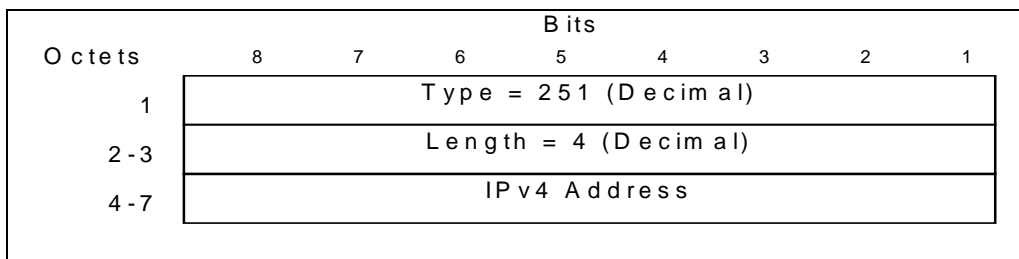 Bits
Octets 8 7 6 5 4 3 2 1
1 Type = 251 (Decimal)
2-3 Length = 4 (Decimal)
4-7 IPv4 Address